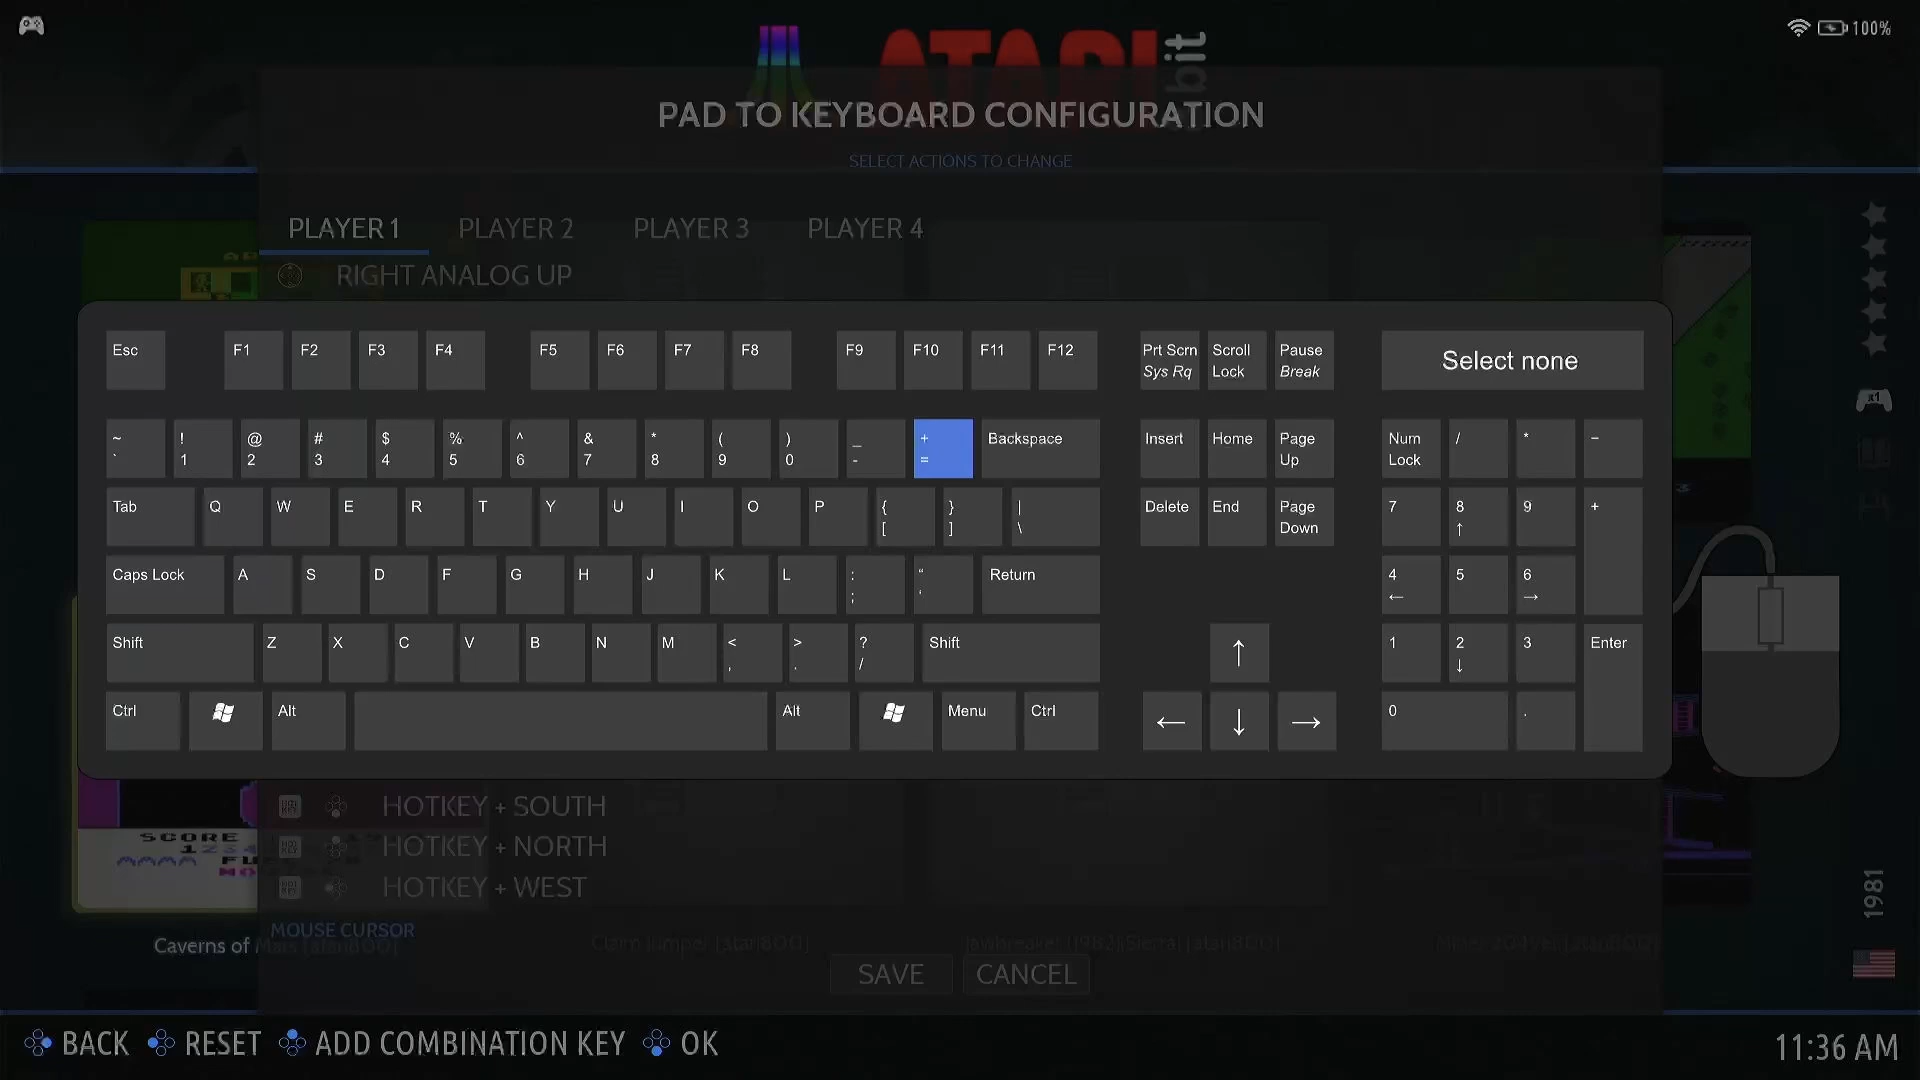 100%
ATARI
bit
PAD TO KEYBOARD CONFIGURATION
SELECT ACTIONS TO CHANGE
PLAYER 1 PLAYER 2 PLAYER 3 PLAYER 4
RIGHT ANALOG UP
Esc F1 F2 F3 F4 F5 F6 F7 F8 F9 F10 F11 F12 Prt Scrn Scroll Pause Select none
Sys Rq Lock Break
~ ! @ # $ % ^ & * ( ) _ + Backspace Insert Home Page Num / * −
` 1 2 3 4 5 6 7 8 9 0 - = Up Lock
Tab Q W E R T Y U I O P { } | Delete End Page 7 8 9 +
[ ] \ Down ↑
Caps Lock A S D F G H J K L : “ Return 4 5 6
; ‘ ← →
Shift Z X C V B N M < > ? Shift ↑ 1 2 3 Enter
, . / ↓
Ctrl Alt Alt Menu Ctrl ← ↓ → 0 .
HOTKEY + SOUTH
SCORE
HOTKEY + NORTH
HOTKEY + WEST
MOUSE CURSOR
Caverns of Mars [atari800]
SAVE CANCEL
1981
BACK RESET ADD COMBINATION KEY OK
11:36 AM